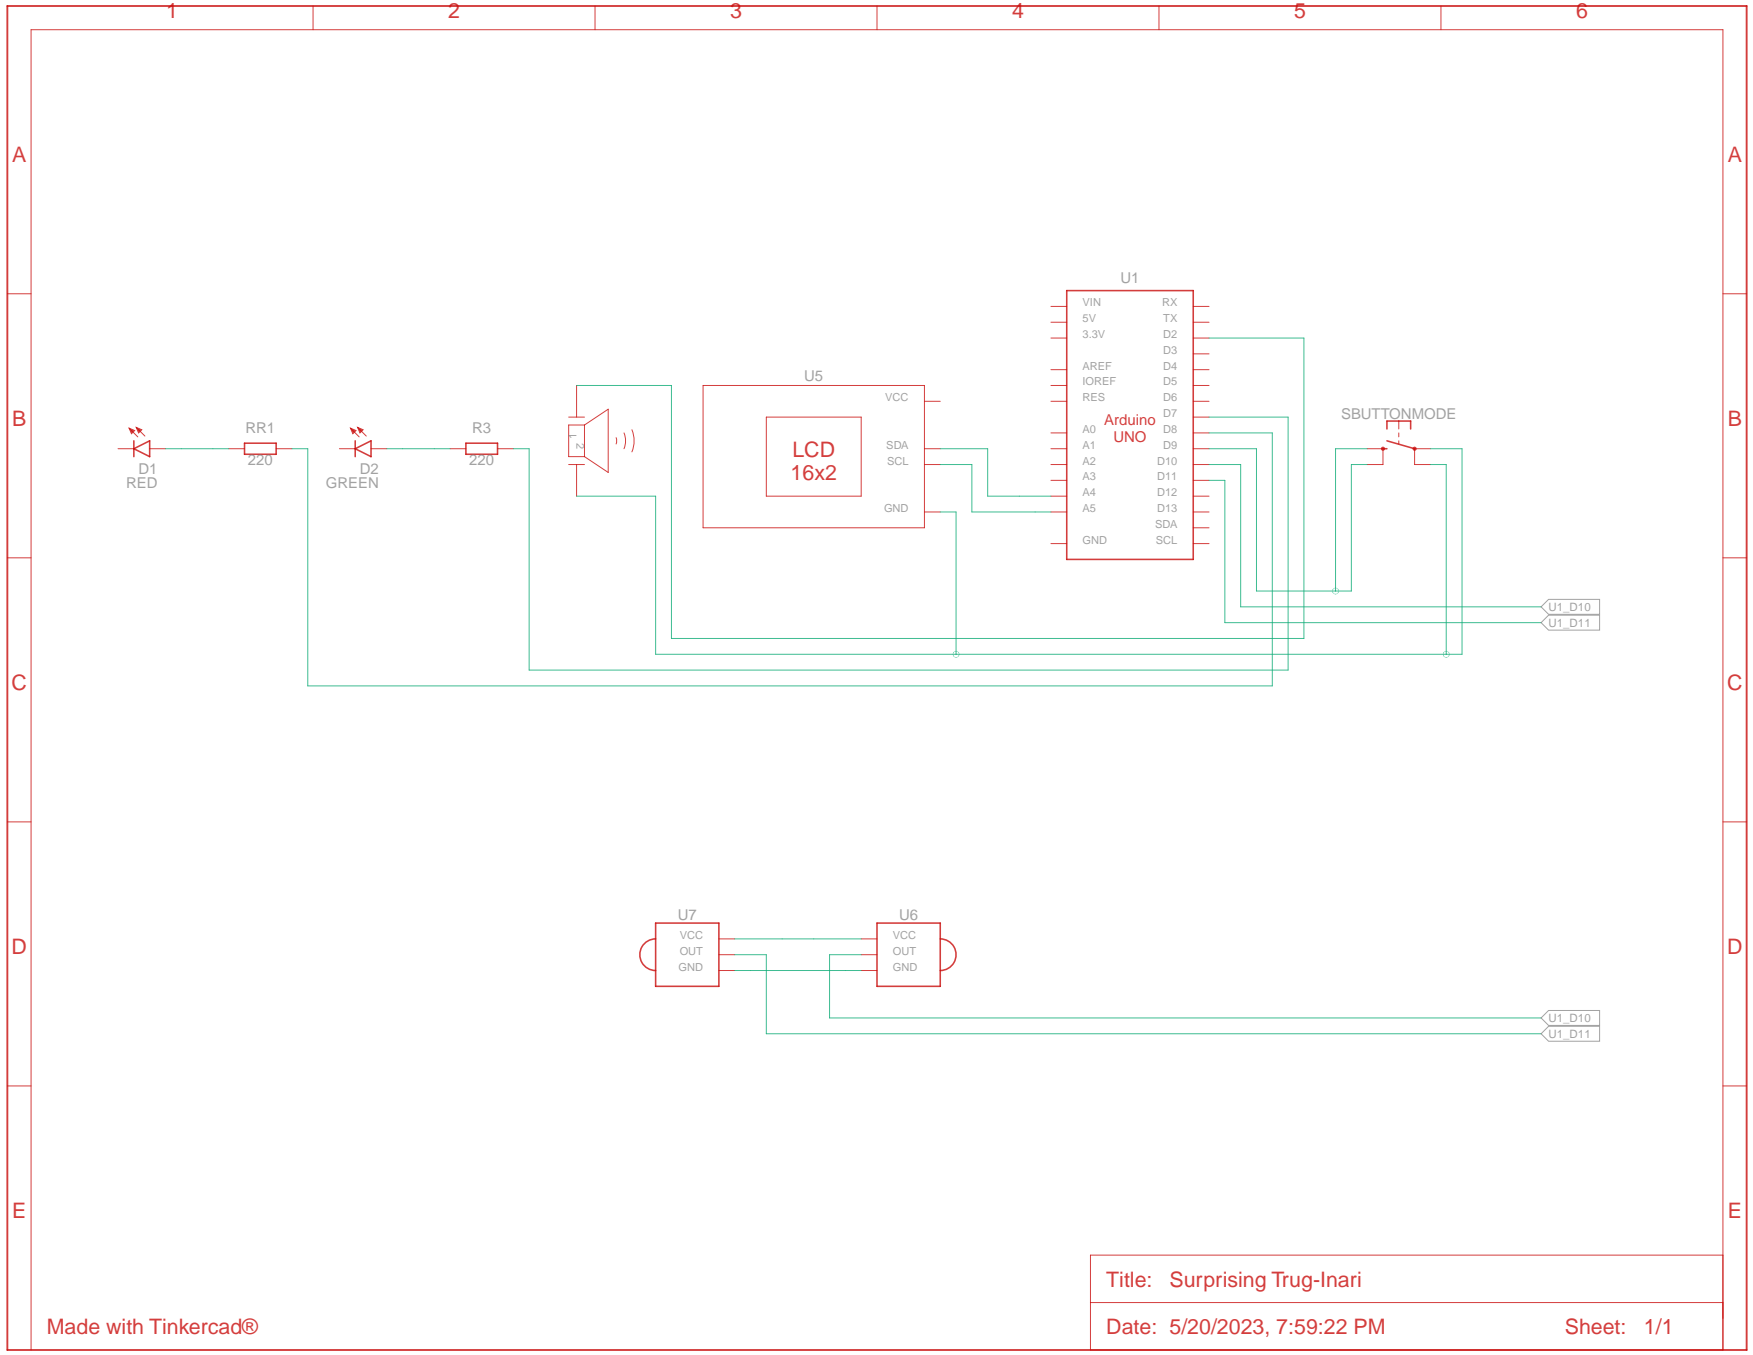 1 2 3 4 5 6
A A
U1
VIN RX
5V TX
3.3V D2
D3
AREF D4
IOREF D5
RES D6
D7
A0 D8
A1 D9
A2 D10
A3 D11
A4 D12
A5 D13
SDA
GND SCL
Arduino
UNO
U5
VCC
SDA
SCL
GND
LCD
16x2
B B
SBUTTONMODE
RR1
220
D1
RED
R3
220
D2
GREEN
1
2
U1_D10
U1_D11
C C
U7
VCC
OUT
GND
U6
VCC
OUT
GND
D D
U1_D10
U1_D11
E E
Title: Surprising Trug-Inari
Date: 5/20/2023, 7:59:22 PM Sheet: 1/1
Made with Tinkercad®